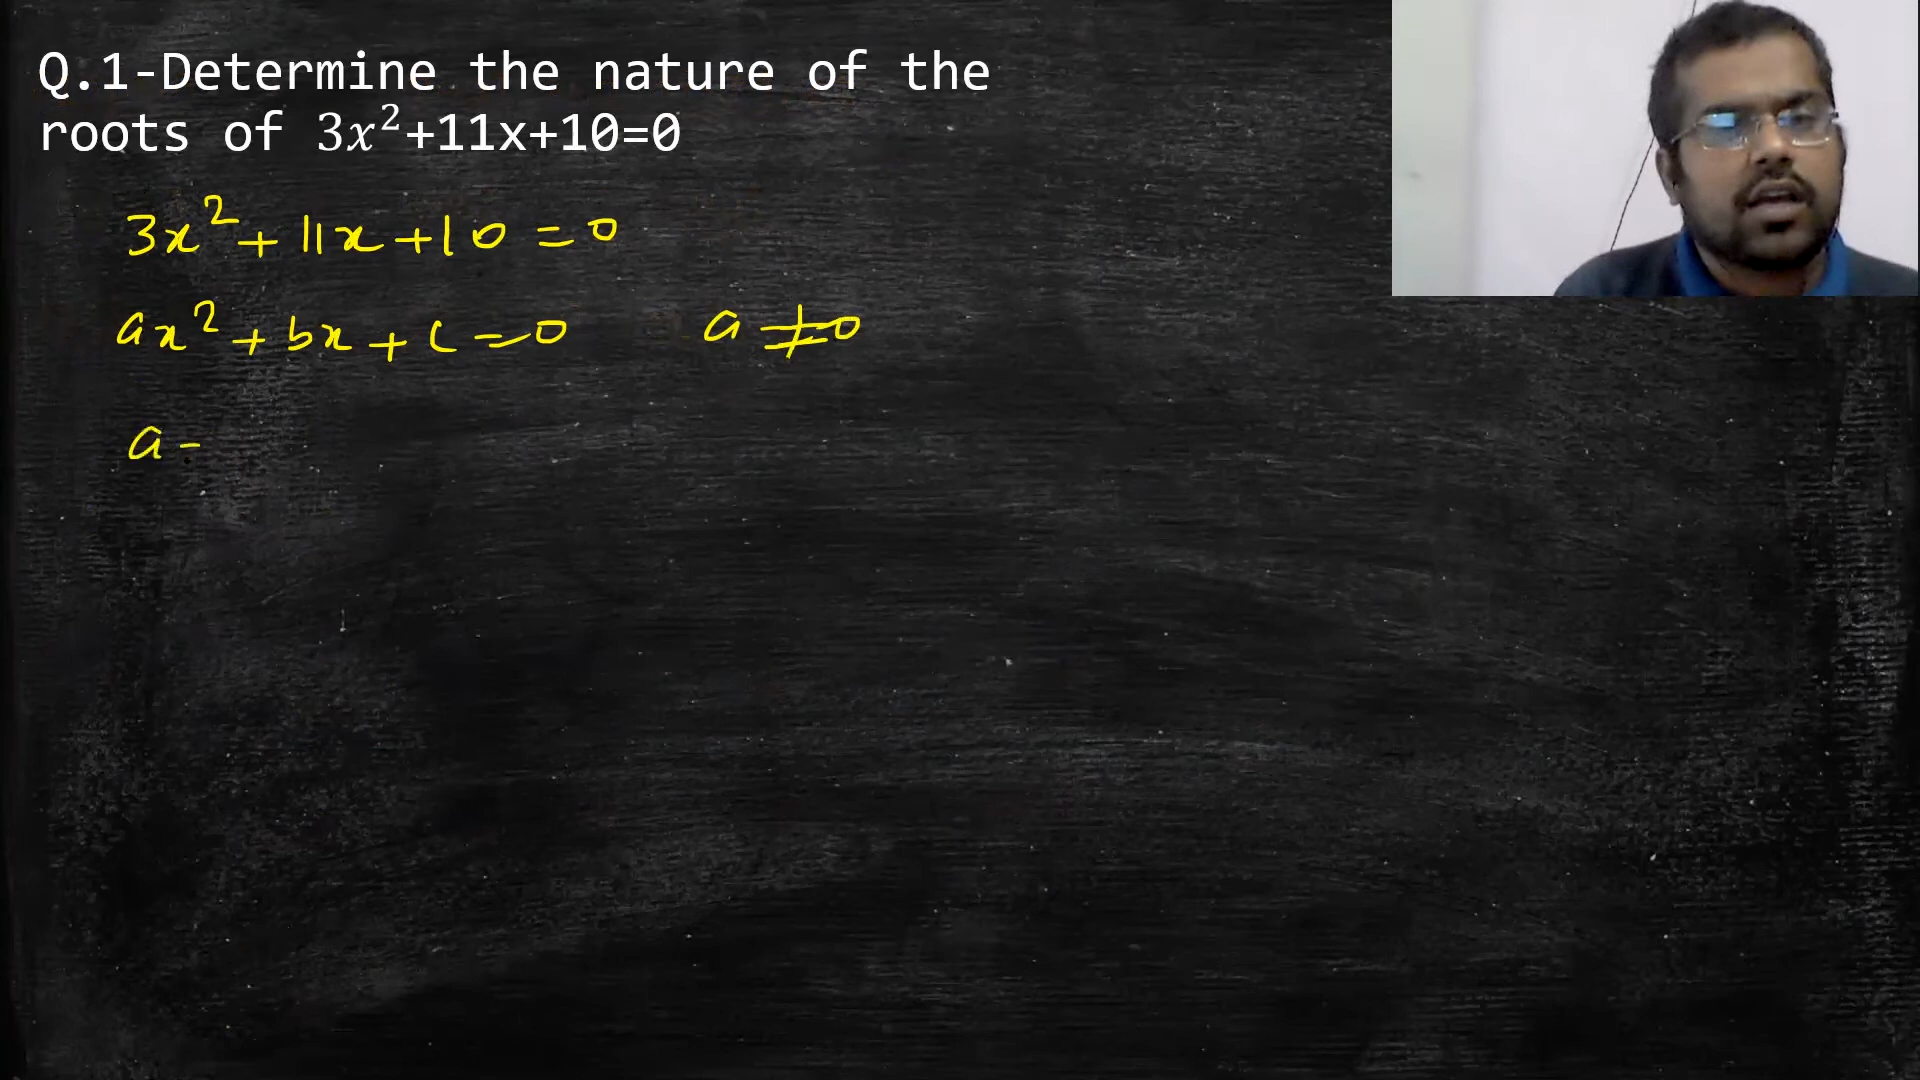 Q.1-Determine the nature of the
roots of 3x²+11x+10=0
3x²+11x+10=0
ax²+bx+c=0 a≠0
a-